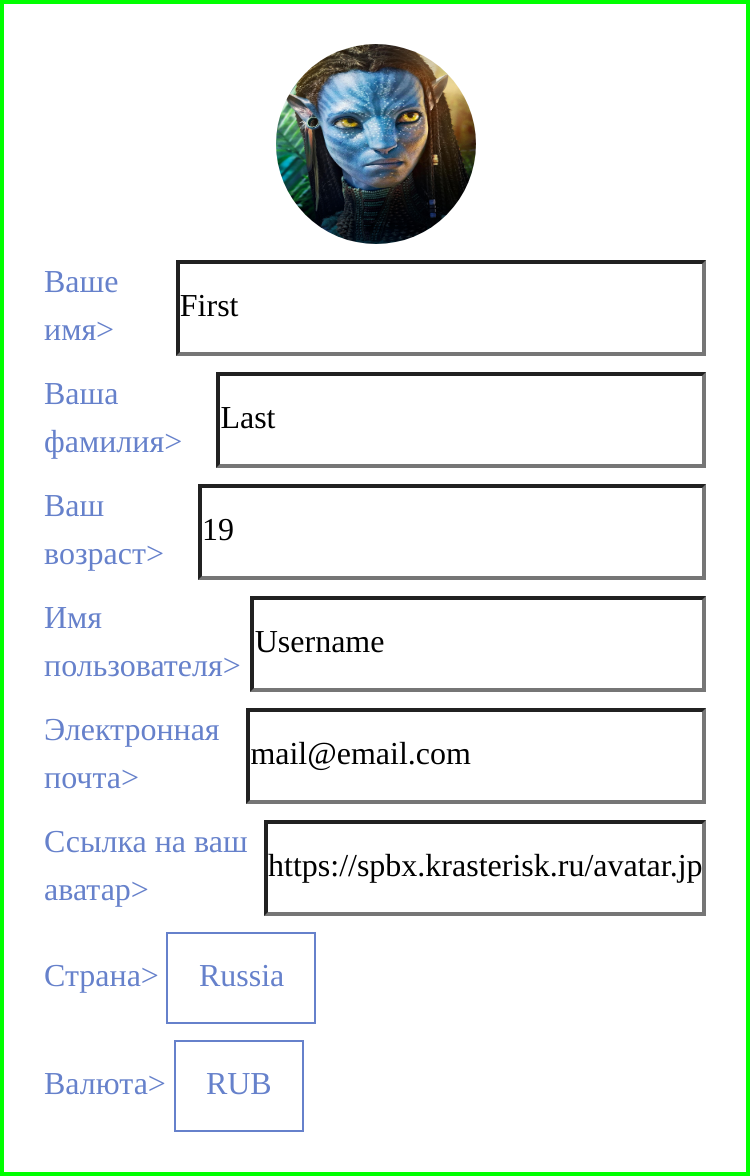 Ваше
имя>
First
Ваша
фамилия>
Last
Ваш
возраст>
19
Имя
пользователя>
Username
Электронная
почта>
mail@email.com
Ссылка на ваш
аватар>
https://spbx.krasterisk.ru/avatar.jp
Страна> Russia
Валюта> RUB